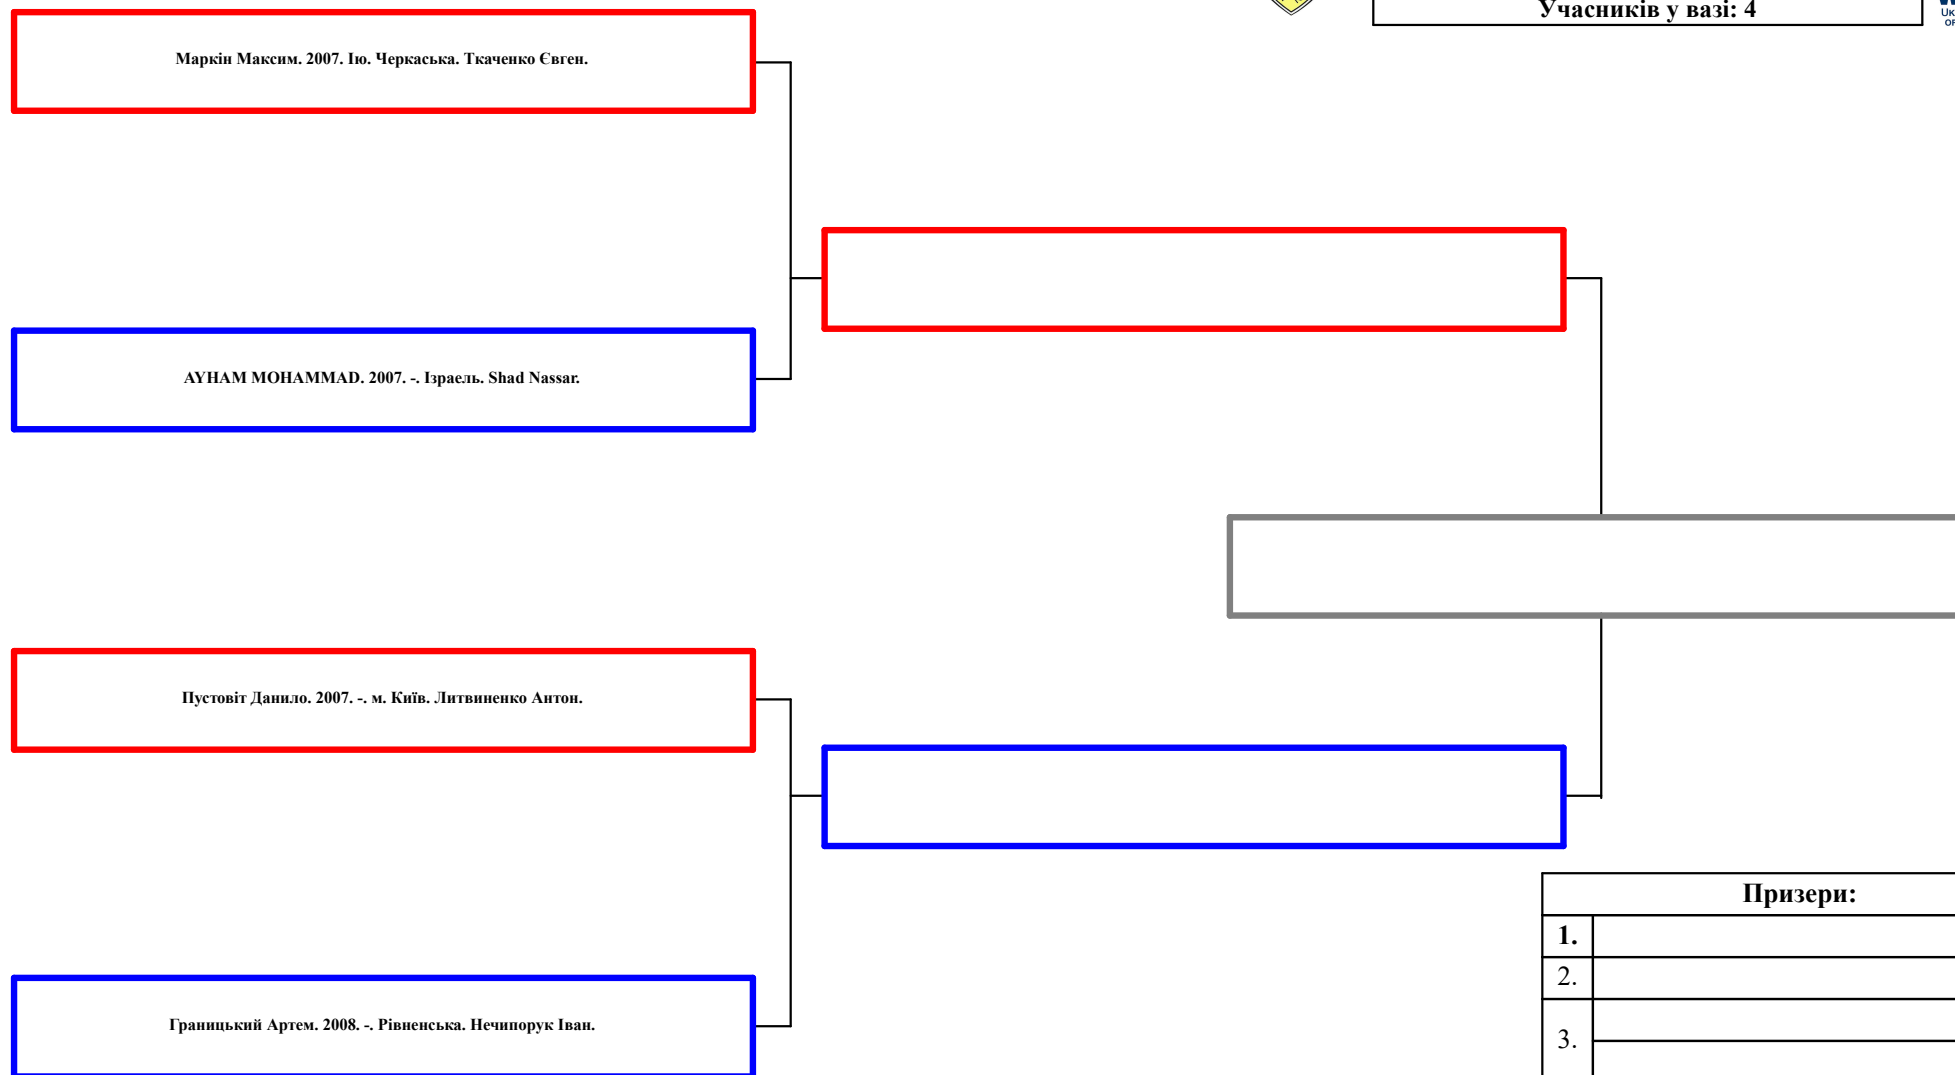 Учасників у вазі: 4
Маркін Максим. 2007. Ію. Черкаська. Ткаченко Євген.
AYHAM MOHAMMAD. 2007. -. Ізраель. Shad Nassar.
Пустовіт Данило. 2007. -. м. Київ. Литвиненко Антон.
Границький Артем. 2008. -. Рівненська. Нечипорук Іван.
Призери:
1.
2.
3.